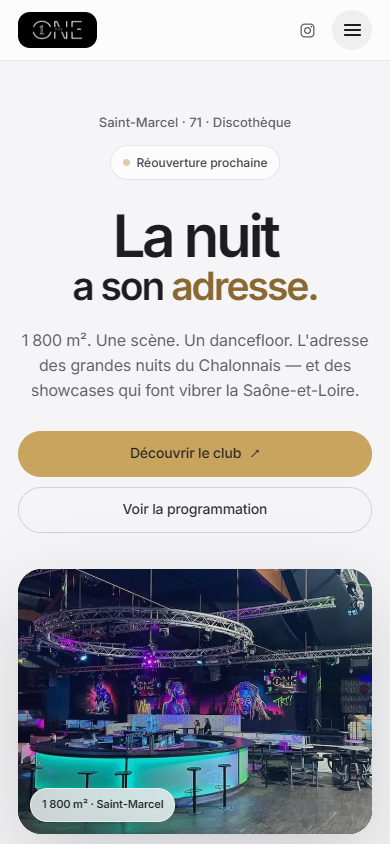 ONE
Saint-Marcel · 71 · Discothèque
Réouverture prochaine
La nuit
a son adresse.
1 800 m². Une scène. Un dancefloor. L'adresse
des grandes nuits du Chalonnais — et des
showcases qui font vibrer la Saône-et-Loire.
Découvrir le club ↗
Voir la programmation
ONE
1 800 m² · Saint-Marcel